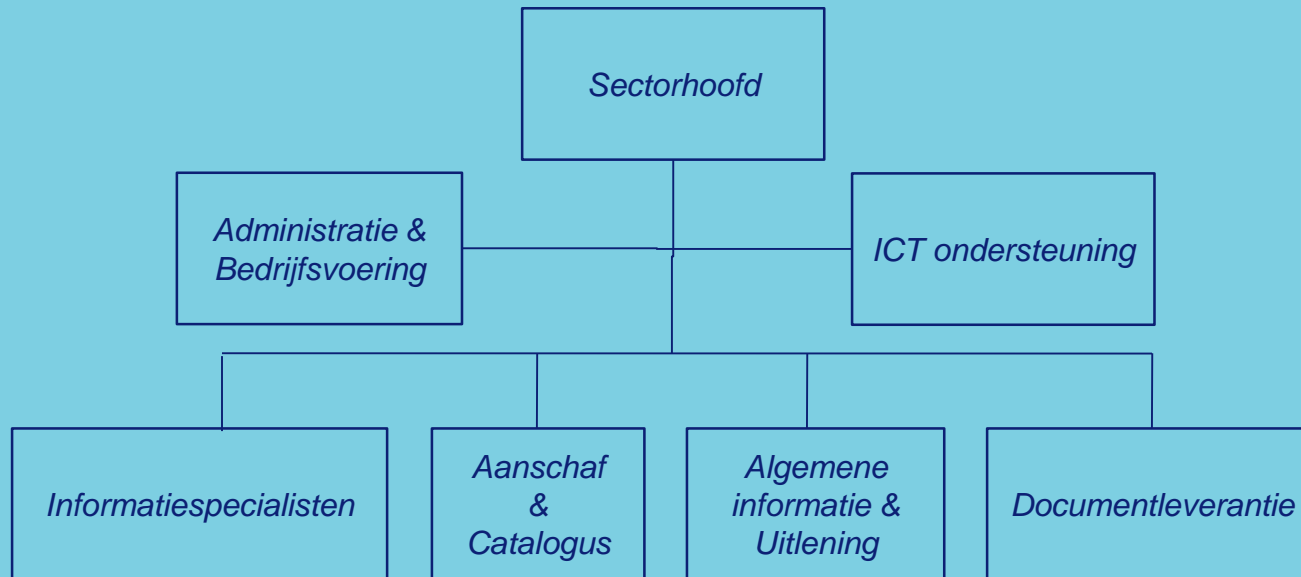 Sectorhoofd
Administratie &
Bedrijfsvoering
ICT ondersteuning
Informatiespecialisten
Aanschaf
&
Catalogus
Algemene
informatie &
Uitlening
Documentleverantie